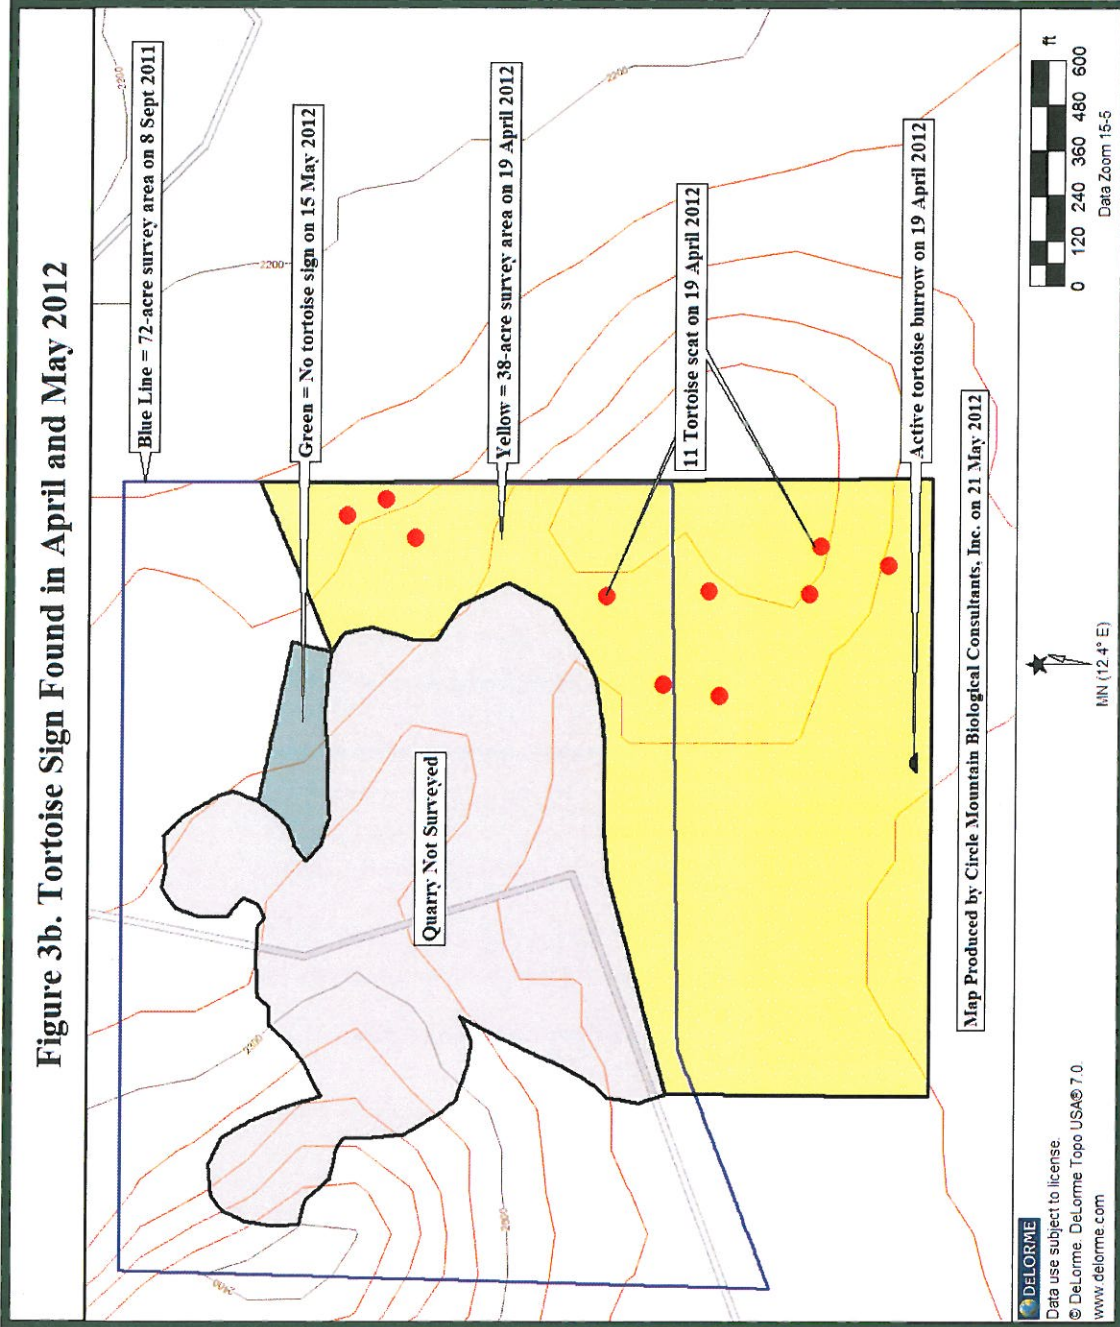 Figure 3b. Tortoise Sign Found in April and May 2012
Blue Line = 72-acre survey area on 8 Sept 2011
Green = No tortoise sign on 15 May 2012
Yellow = 38-acre survey area on 19 April 2012
11 Tortoise scat on 19 April 2012
Active tortoise burrow on 19 April 2012
Quarry Not Surveyed
Map Produced by Circle Mountain Biological Consultants, Inc. on 21 May 2012
2200
2200
2200
2300
DELORME
Data use subject to license.
© DeLorme. DeLorme Topo USA® 7.0.
www.delorme.com
MN (12.4° E)
ft
0 120 240 360 480 600
Data Zoom 15-5